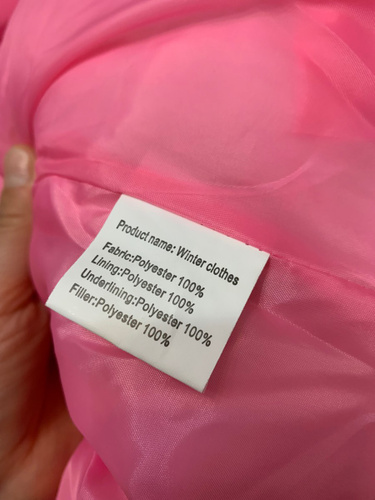 Product name: Winter clothes
Fabric:Polyester 100%
Lining:Polyester 100%
Underlining:Polyester 100%
Filler:Polyester 100%